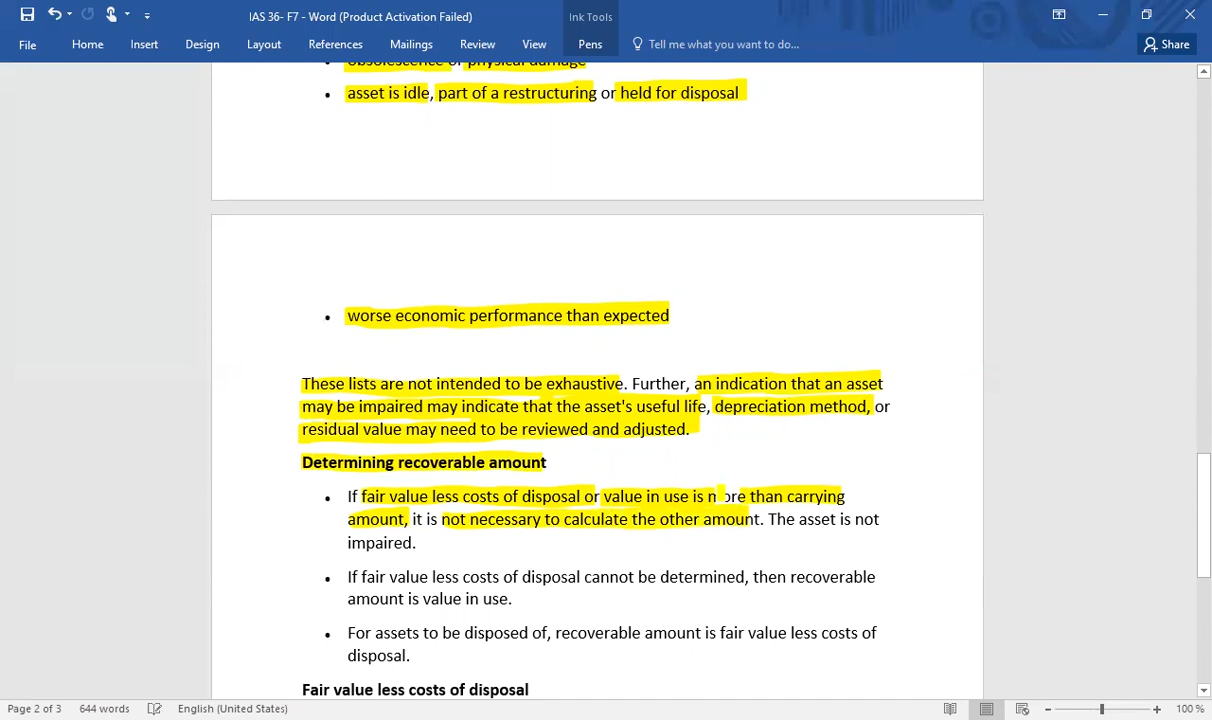 IAS 36- F7 - Word (Product Activation Failed)
Ink Tools
File Home Insert Design Layout References Mailings Review View Pens Tell me what you want to do... Share
obsolescence or physical damage
• asset is idle, part of a restructuring or held for disposal
• worse economic performance than expected
These lists are not intended to be exhaustive. Further, an indication that an asset
may be impaired may indicate that the asset's useful life, depreciation method, or
residual value may need to be reviewed and adjusted.
Determining recoverable amount
• If fair value less costs of disposal or value in use is more than carrying
amount, it is not necessary to calculate the other amount. The asset is not
impaired.
• If fair value less costs of disposal cannot be determined, then recoverable
amount is value in use.
• For assets to be disposed of, recoverable amount is fair value less costs of
disposal.
Fair value less costs of disposal
Page 2 of 3 644 words English (United States) 100 %